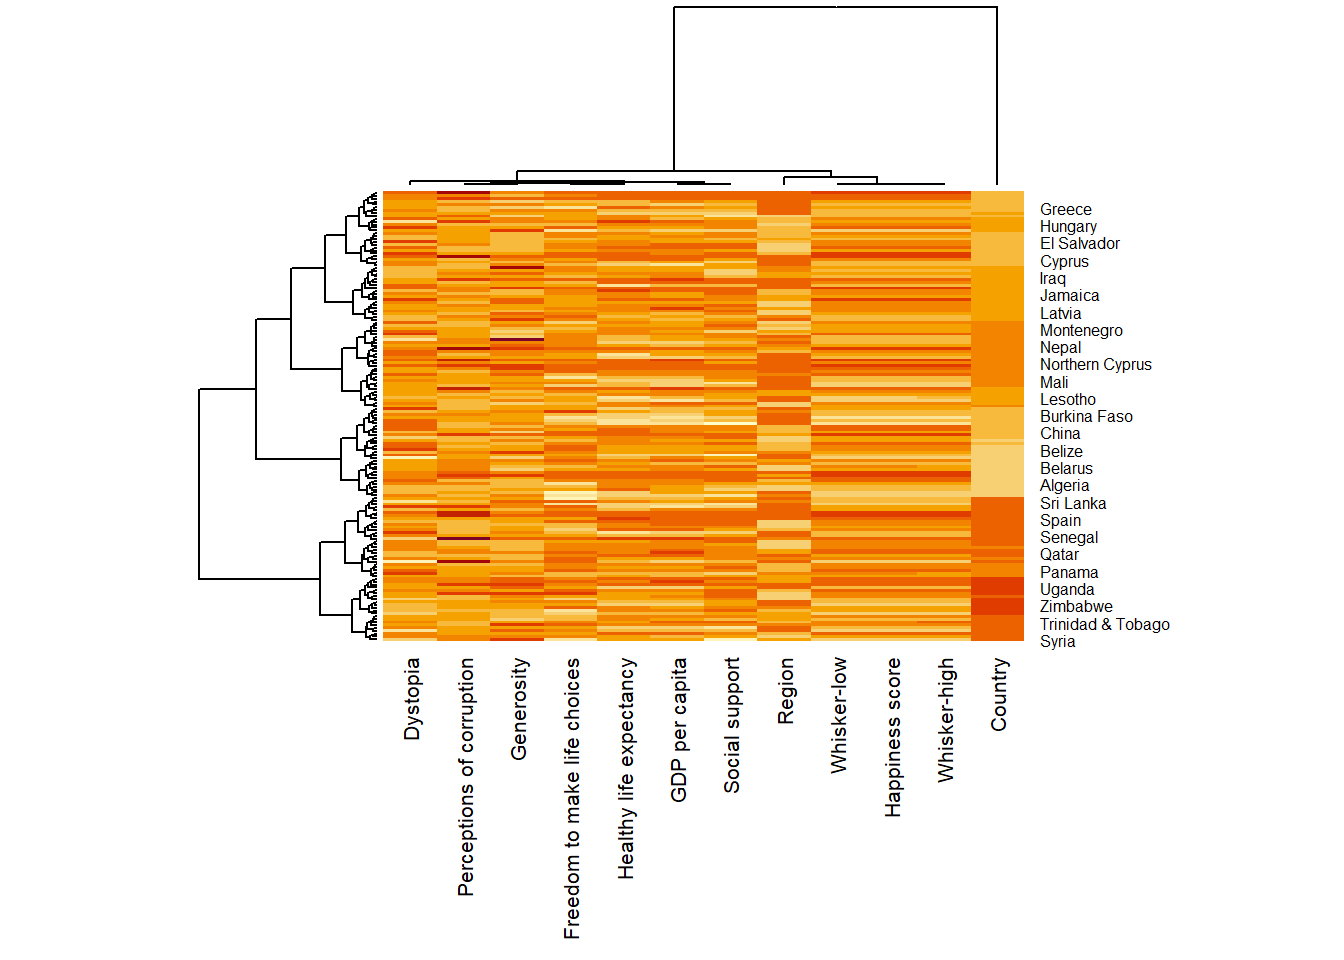 Greece
Hungary
El Salvador
Cyprus
Iraq
Jamaica
Latvia
Montenegro
Nepal
Northern Cyprus
Mali
Lesotho
Burkina Faso
China
Belize
Belarus
Algeria
Sri Lanka
Spain
Senegal
Qatar
Panama
Uganda
Zimbabwe
Trinidad & Tobago
Syria
Dystopia
Perceptions of corruption
Generosity
Freedom to make life choices
Healthy life expectancy
GDP per capita
Social support
Region
Whisker-low
Happiness score
Whisker-high
Country